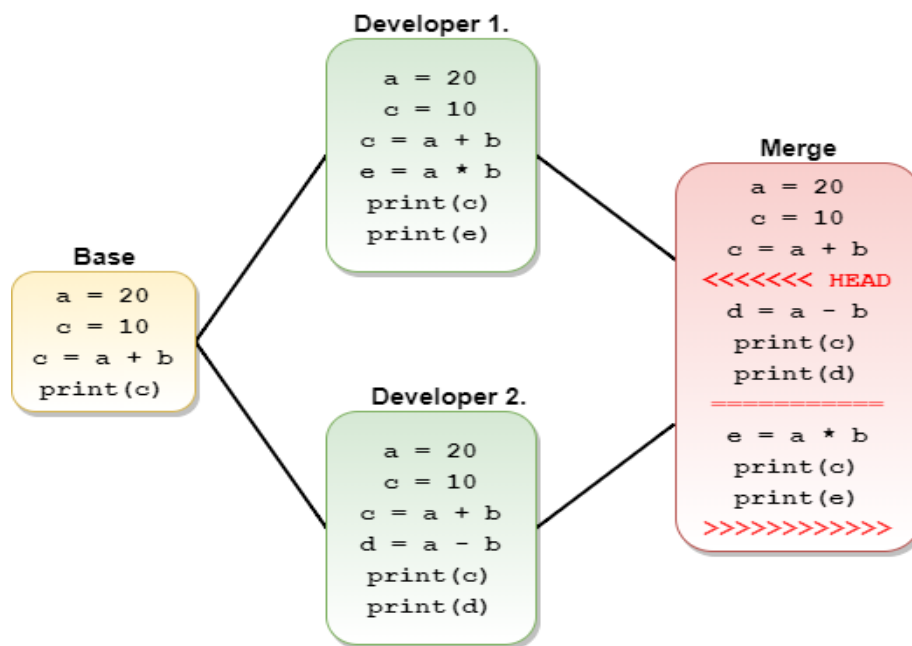 Developer 1.
a = 20
c = 10
c = a + b
e = a * b
print(c)
print(e)
Base
a = 20
c = 10
c = a + b
print(c)
Developer 2.
a = 20
c = 10
c = a + b
d = a - b
print(c)
print(d)
Merge
a = 20
c = 10
c = a + b
<<<<<<< HEAD
d = a - b
print(c)
print(d)
===========
e = a * b
print(c)
print(e)
>>>>>>>>>>>>